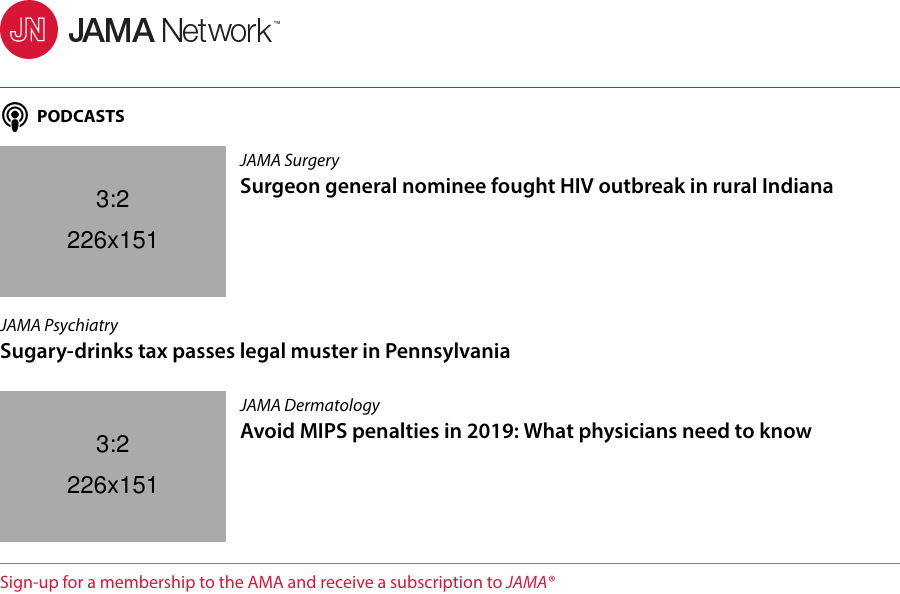 JN JAMA Network™
PODCASTS
3:2
226x151
JAMA Surgery
Surgeon general nominee fought HIV outbreak in rural Indiana
JAMA Psychiatry
Sugary-drinks tax passes legal muster in Pennsylvania
3:2
226x151
JAMA Dermatology
Avoid MIPS penalties in 2019: What physicians need to know
Sign-up for a membership to the AMA and receive a subscription to JAMA®